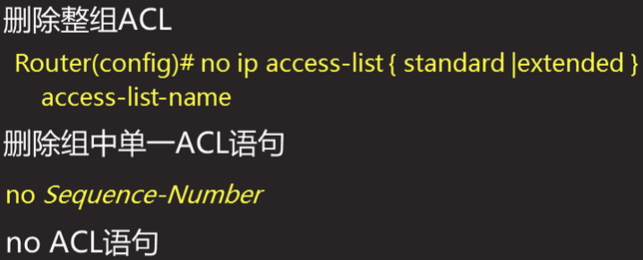 删除整组ACL
Router(config)# no ip access-list { standard |extended }
access-list-name
删除组中单一ACL语句
no Sequence-Number
no ACL语句